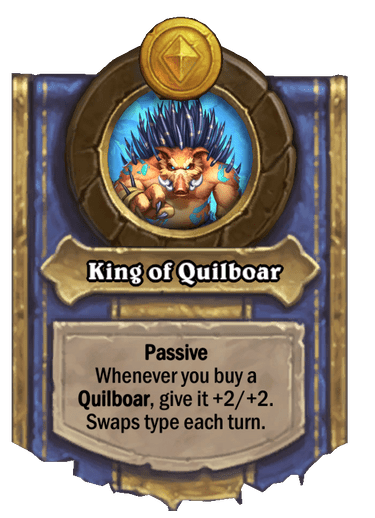 King of Quilboar
Passive
Whenever you buy a
Quilboar, give it +2/+2.
Swaps type each turn.